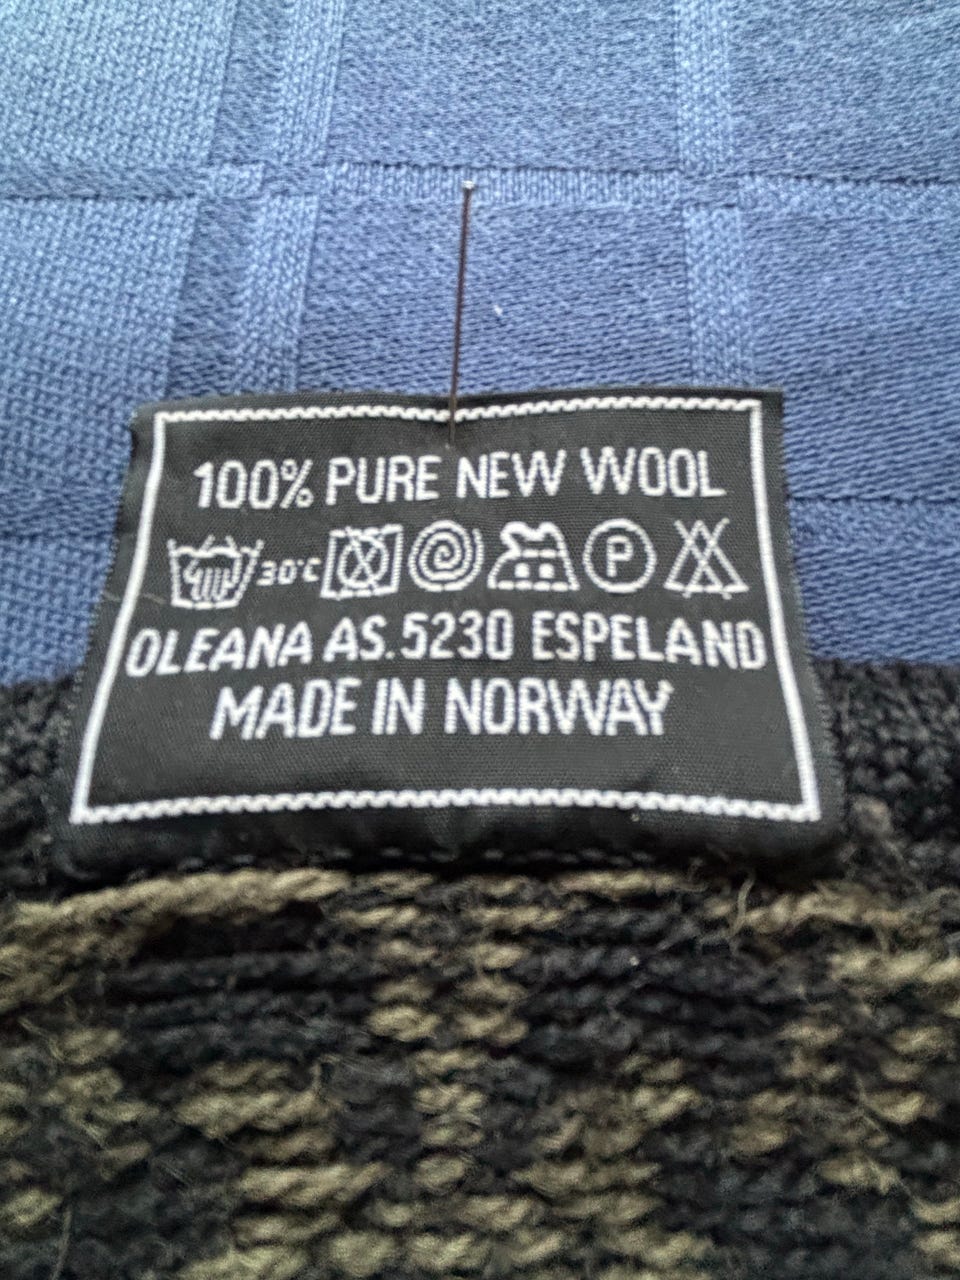 100% PURE NEW WOOL
30°C P
OLEANA AS. 5230 ESPELAND
MADE IN NORWAY